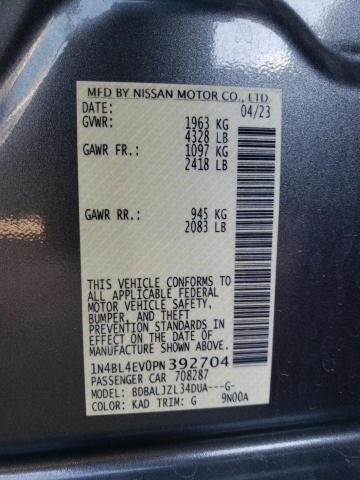 MFD BY NISSAN MOTOR CO., LTD
DATE: 04/23
GVWR: 1963 KG
4328 LB
GAWR FR.: 1097 KG
2418 LB
GAWR RR.: 945 KG
2083 LB
THIS VEHICLE CONFORMS TO
ALL APPLICABLE FEDERAL
MOTOR VEHICLE SAFETY,
BUMPER, AND THEFT
PREVENTION STANDARDS IN
EFFECT ON THE DATE OF
MANUFACTURE SHOWN ABOVE.
1N4BL4EV0PN392704
PASSENGER CAR 708287
MODEL: BDBALJZL34DUA---G-
COLOR: KAD TRIM: G 9N00A